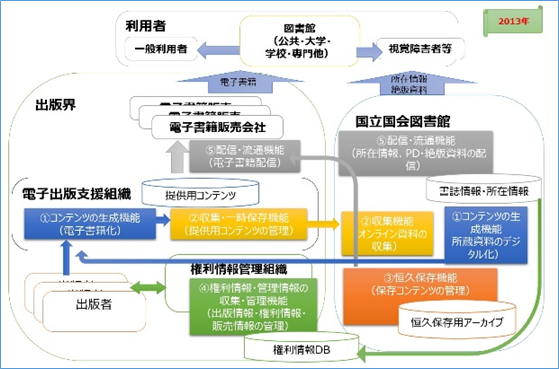 2013年
利用者
一般利用者
図書館
(公共・大学・
学校・専門他)
視覚障害者等
電子書籍
所在情報
絶版資料
出版界
電子書籍販売
電子書籍販売
電子書籍販売会社
⑤配信・流通機能
(電子書籍配信)
国立国会図書館
⑤配信・流通機能
(所在情報、PD・絶版資料の配
信)
電子出版支援組織
提供用コンテンツ
書誌情報・所在情報
①コンテンツの生成機能
(電子書籍化)
②収集・一時保存機能
(提供用コンテンツの管理)
②収集機能
オンライン資料の
収集)
①コンテンツの生
成機能
所蔵資料のデジ
タル化)
権利情報管理組織
④権利情報・管理情報の
収集・管理機能
(出版情報・権利情報・
販売情報の管理)
③恒久保存機能
(保存コンテンツの管理)
恒久保存用アーカイブ
出版者
権利情報DB